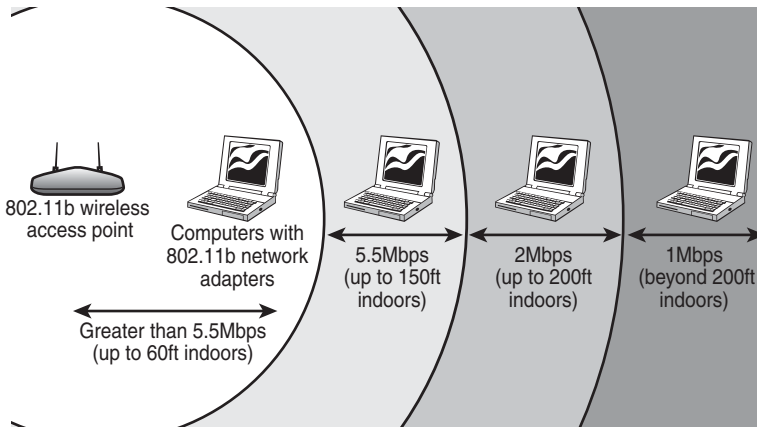 802.11b wireless
access point
Computers with
802.11b network
adapters
Greater than 5.5Mbps
(up to 60ft indoors)
5.5Mbps
(up to 150ft
indoors)
2Mbps
(up to 200ft
indoors)
1Mbps
(beyond 200ft
indoors)